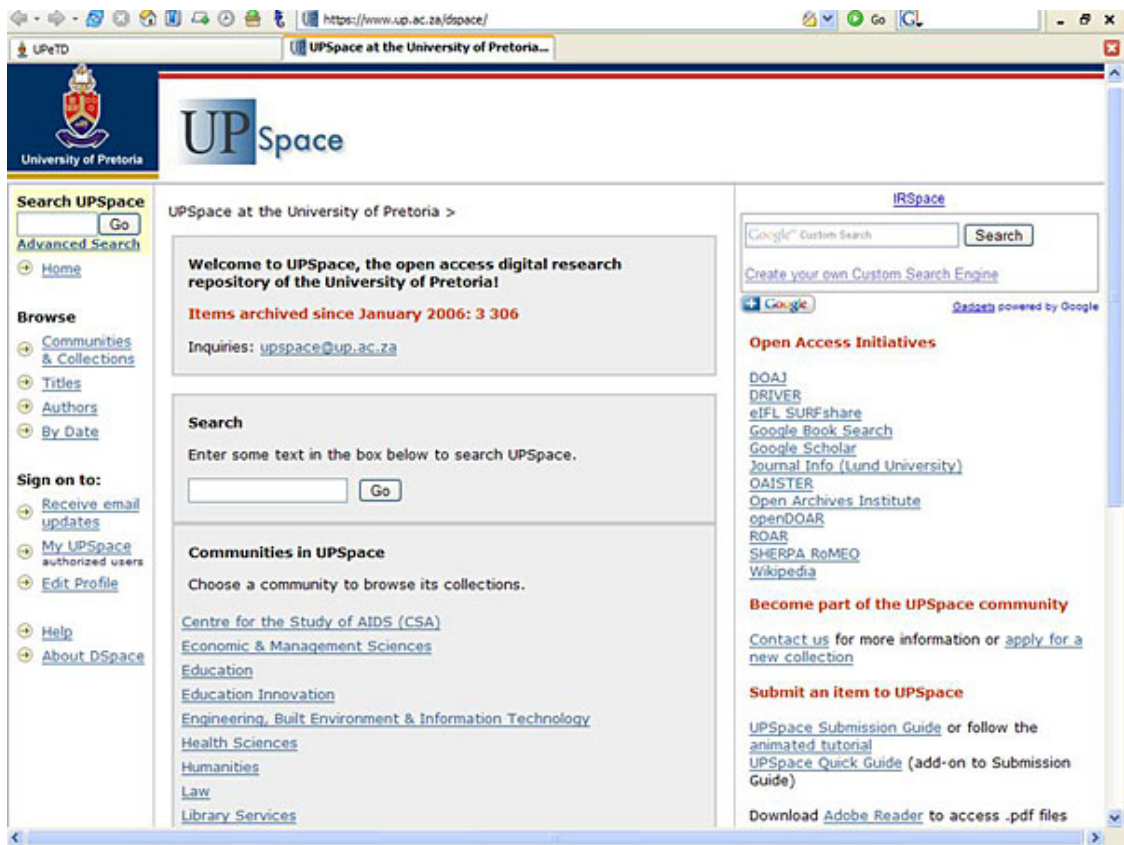 https://www.up.ac.za/dspace/
Go
UPeTD
UPSpace at the University of Pretoria...
University of Pretoria
UP Space
Search UPSpace
Go
Advanced Search
Home
Browse
Communities
& Collections
Titles
Authors
By Date
Sign on to:
Receive email
updates
My UPSpace
authorized users
Edit Profile
Help
About DSpace
UPSpace at the University of Pretoria >
Welcome to UPSpace, the open access digital research
repository of the University of Pretoria!
Items archived since January 2006: 3 306
Inquiries: upspace@up.ac.za
Search
Enter some text in the box below to search UPSpace.
Go
Communities in UPSpace
Choose a community to browse its collections.
Centre for the Study of AIDS (CSA)
Economic & Management Sciences
Education
Education Innovation
Engineering, Built Environment & Information Technology
Health Sciences
Humanities
Law
Library Services
IRSpace
Google™ Custom Search
Search
Create your own Custom Search Engine
Google
Gadgets powered by Google
Open Access Initiatives
DOAJ
DRIVER
eIFL SURFshare
Google Book Search
Google Scholar
Journal Info (Lund University)
OAISTER
Open Archives Institute
openDOAR
ROAR
SHERPA RoMEO
Wikipedia
Become part of the UPSpace community
Contact us for more information or apply for a
new collection
Submit an item to UPSpace
UPSpace Submission Guide or follow the
animated tutorial
UPSpace Quick Guide (add-on to Submission
Guide)
Download Adobe Reader to access .pdf files